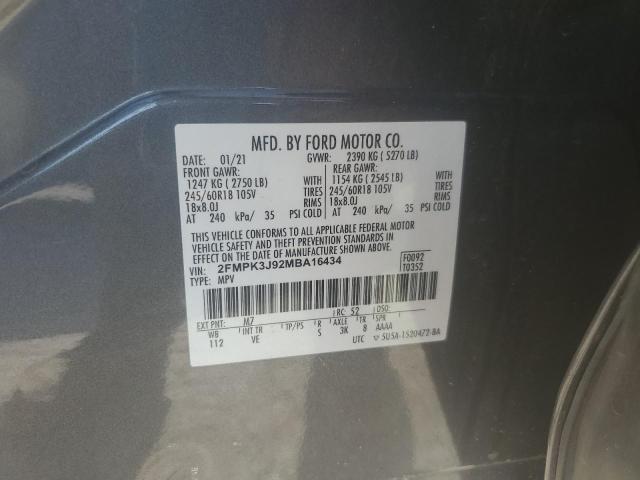 MFD. BY FORD MOTOR CO.
DATE: 01/21 GVWR: 2390 KG ( 5270 LB)
FRONT GAWR: REAR GAWR:
1247 KG ( 2750 LB) WITH 1154 KG ( 2545 LB) WITH
245/60R18 105V TIRES 245/60R18 105V TIRES
18x8.0J RIMS 18x8.0J RIMS
AT 240 kPa/ 35 PSI COLD AT 240 kPa/ 35 PSI COLD
THIS VEHICLE CONFORMS TO ALL APPLICABLE FEDERAL MOTOR
VEHICLE SAFETY AND THEFT PREVENTION STANDARDS IN
EFFECT ON THE DATE OF MANUFACTURE SHOWN ABOVE.
VIN: 2FMPK3J92MBA16434 F0092
TYPE: MPV T0352
EXT PNT: M7 RC: 52 DSO:
WB INT TR TP/PS R AXLE TR SPR
112 VE S 3K 8 AAAA
UTC 5U5A-1520472-BA